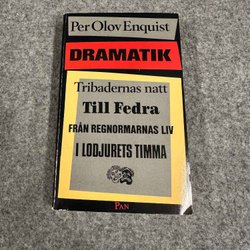 Per Olov Enquist
DRAMATIK
Tribadernas natt
Till Fedra
FRÅN REGNORMARNAS LIV
I LODJURETS TIMMA
PAN